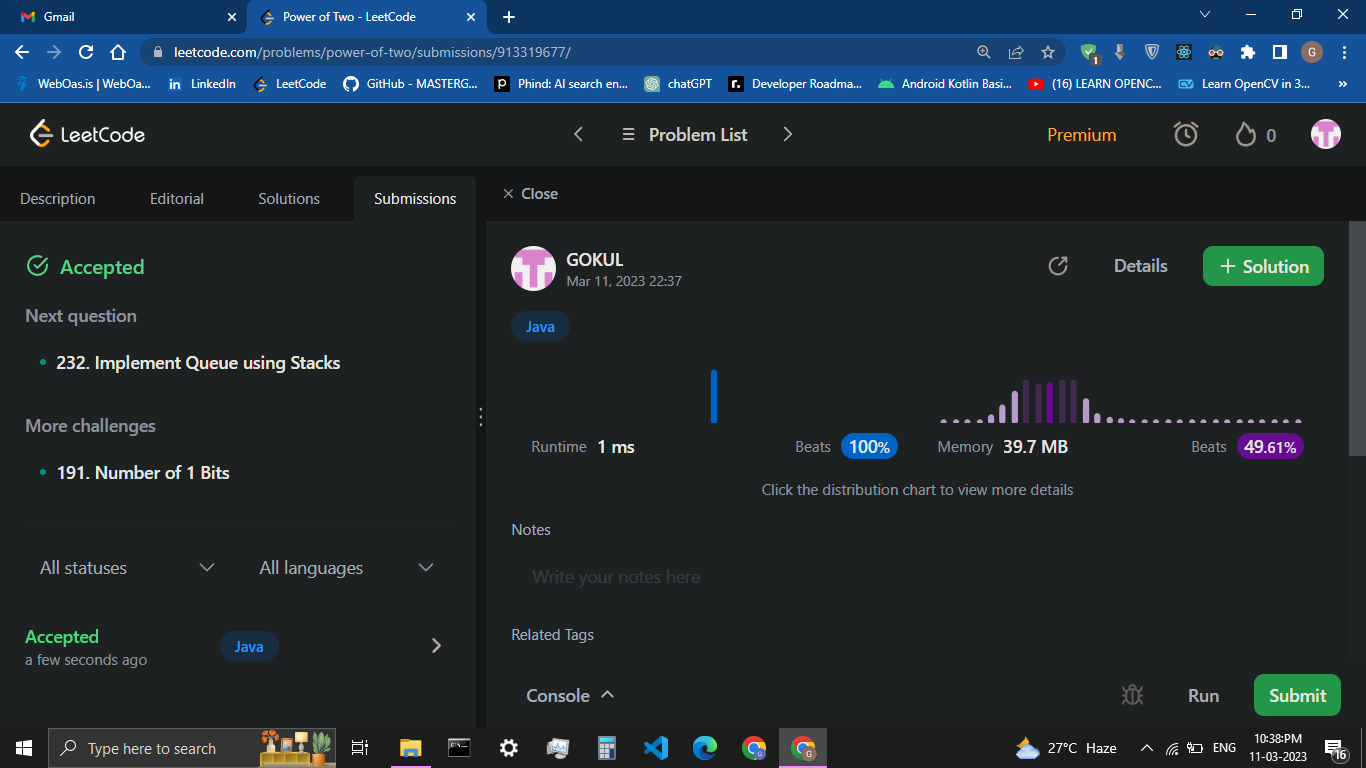 Gmail
Power of Two - LeetCode
leetcode.com/problems/power-of-two/submissions/913319677/
1
G
WebOas.is | WebOa...
LinkedIn
LeetCode
GitHub - MASTERG...
Phind: AI search en...
chatGPT
Developer Roadma...
Android Kotlin Basi...
(16) LEARN OPENC...
Learn OpenCV in 3...
»
LeetCode
Problem List
Premium
0
Description
Editorial
Solutions
Submissions
Close
Accepted
Next question
• 232. Implement Queue using Stacks
More challenges
• 191. Number of 1 Bits
All statuses
All languages
Accepted
Java
a few seconds ago
GOKUL
Mar 11, 2023 22:37
Details
+ Solution
Java
Runtime 1 ms
Beats 100%
Memory 39.7 MB
Beats 49.61%
Click the distribution chart to view more details
Notes
Write your notes here
Related Tags
Console
Run
Submit
Type here to search
27°C Haze
ENG
10:38:PM
11-03-2023
16